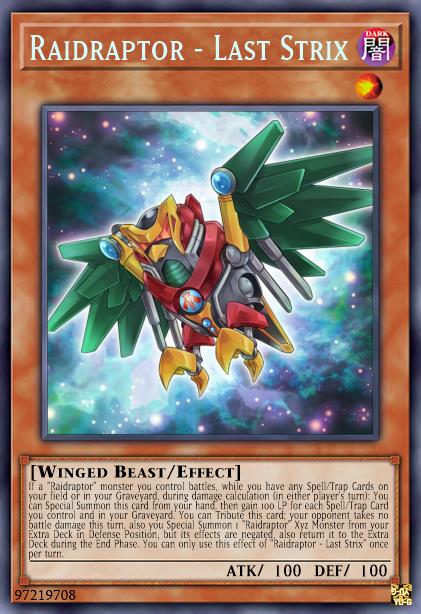 RAIDRAPTOR - LAST STRIX
DARK
闇
[WINGED BEAST/EFFECT]
If a "Raidraptor" monster you control battles, while you have any Spell/Trap Cards on
your field or in your Graveyard, during damage calculation (in either player's turn): You
can Special Summon this card from your hand, then gain 100 LP for each Spell/Trap Card
you control and in your Graveyard. You can Tribute this card; your opponent takes no
battle damage this turn, also you Special Summon 1 "Raidraptor" Xyz Monster from your
Extra Deck in Defense Position, but its effects are negated, also return it to the Extra
Deck during the End Phase. You can only use this effect of "Raidraptor - Last Strix" once
per turn.
ATK/ 100 DEF/ 100
97219708